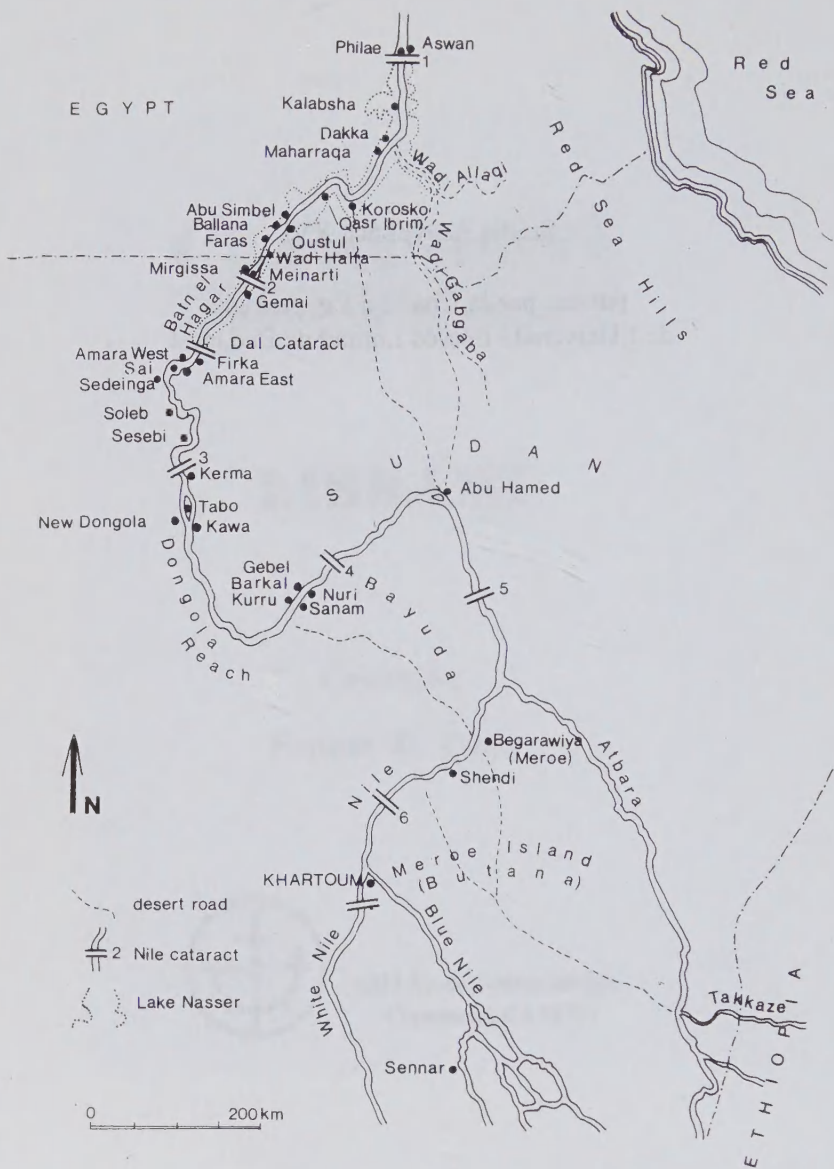 Philae
Aswan
1
Red
Sea
EGYPT
Kalabsha
Dakka
Maharraqa
Wadi Allaqi
Red Sea Hills
Abu Simbel
Ballana
Faras
Korosko
Qasr Ibrim
Qustul
Wadi Halfa
Wadi Gabgaba
Mirgissa
Meinarti
2
Gemai
Batn el
Hagar
Dal Cataract
Amara West
Sai
Sedeinga
Firka
Amara East
Soleb
Sesebi
3
Kerma
SUDAN
Abu Hamed
Tabo
New Dongola
Kawa
Dongola
Reach
4
Gebel
Barkal
Kurru
Nuri
Sanam
Bayuda
5
Begarawiya
(Meroe)
Shendi
Atbara
Nile
6
N
Meroe Island
(Butana)
KHARTOUM
desert road
2 Nile cataract
Lake Nasser
White Nile
Blue Nile
Takkaze
ETHIOPIA
Sennar
0 200km